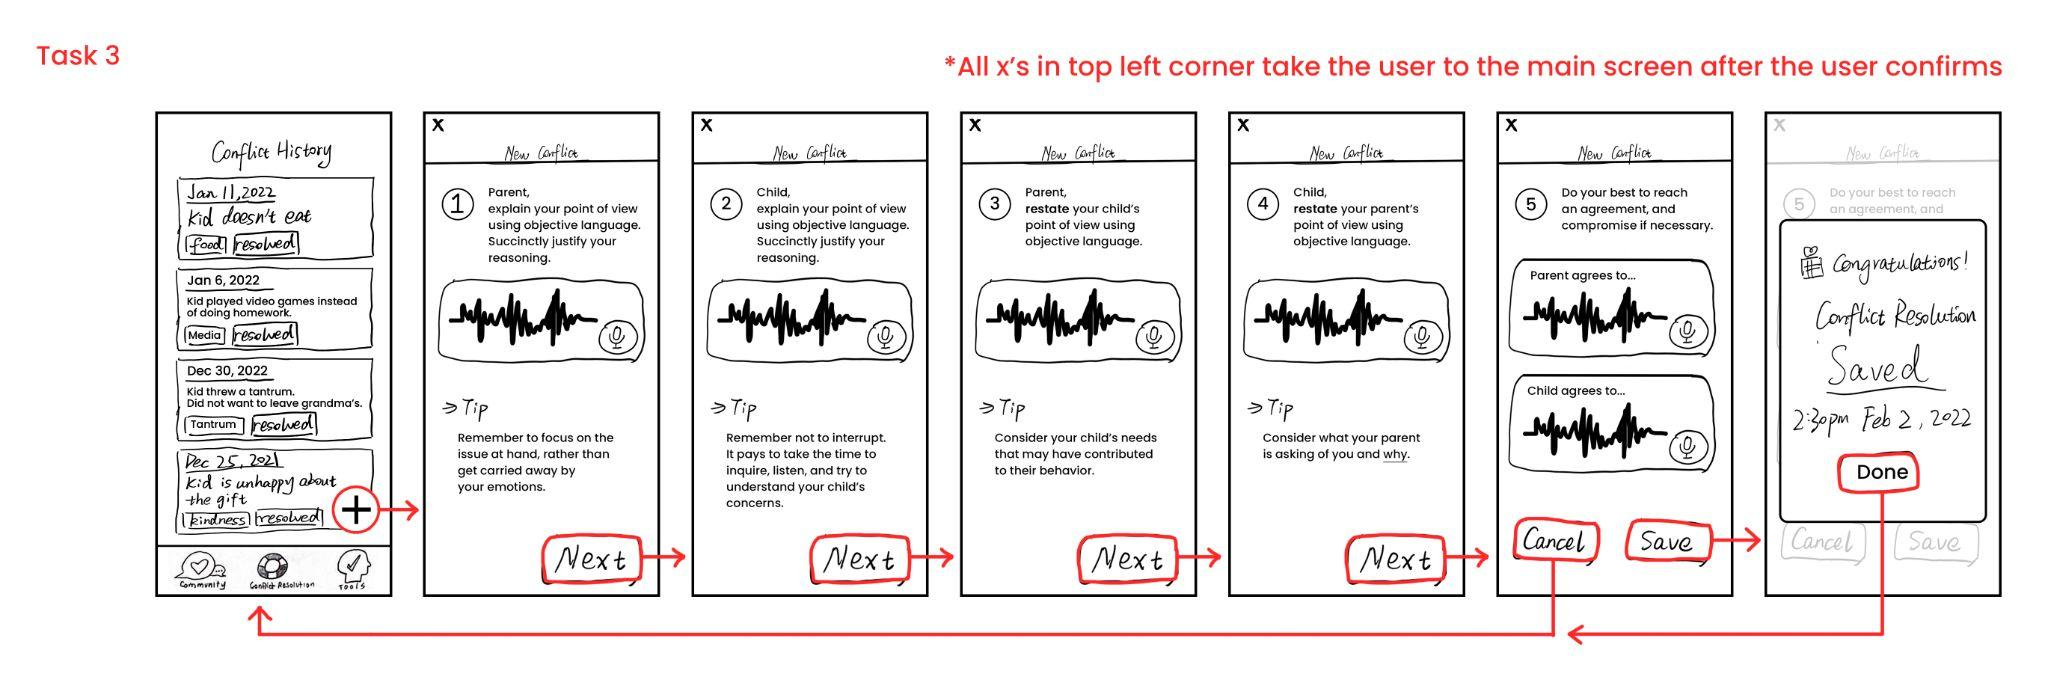 Task 3
*All x's in top left corner take the user to the main screen after the user confirms
Conflict History
Jan 11, 2022
Kid doesn't eat
food resolved
Jan 6, 2022
Kid played video games instead
of doing homework.
Media resolved
Dec 30, 2022
Kid threw a tantrum.
Did not want to leave grandma's.
Tantrum resolved
Dec 25, 2021
Kid is unhappy about
the gift
kindness resolved
+
Community
Conflict Resolution
Tools
X
New Conflict
1
Parent,
explain your point of view
using objective language.
Succinctly justify your
reasoning.
Tip
Remember to focus on the
issue at hand, rather than
get carried away by
your emotions.
Next
X
New Conflict
2
Child,
explain your point of view
using objective language.
Succinctly justify your
reasoning.
Tip
Remember not to interrupt.
It pays to take the time to
inquire, listen, and try to
understand your child's
concerns.
Next
X
New Conflict
3
Parent,
restate your child's
point of view using
objective language.
Tip
Consider your child's needs
that may have contributed
to their behavior.
Next
X
New Conflict
4
Child,
restate your parent's
point of view using
objective language.
Tip
Consider what your parent
is asking of you and why.
Next
X
New Conflict
5
Do your best to reach
an agreement, and
compromise if necessary.
Parent agrees to...
Child agrees to...
Cancel
Save
X
New Conflict
5
Do your best to reach
an agreement, and
Congratulations!
Conflict Resolution
Saved
2:30pm Feb 2, 2022
Done
Cancel
Save